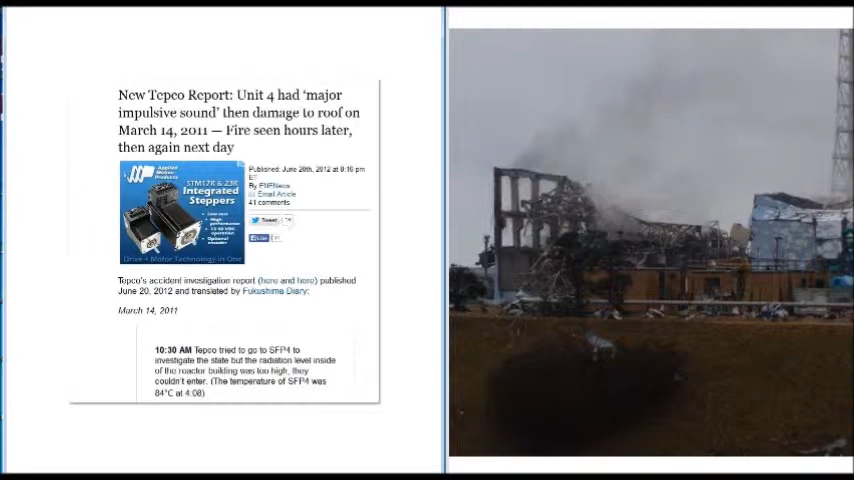 New Tepco Report: Unit 4 had ‘major
impulsive sound’ then damage to roof on
March 14, 2011 — Fire seen hours later,
then again next day
Applied
Motion
Products
STM17R & 23R
Integrated
Steppers
Drive + Motor Technology in One
Published: June 20th, 2012 at 8:16 pm
ET
By ENENews
Email Article
41 comments
Tweet
Like
Tepco's accident investigation report (here and here) published
June 20, 2012 and translated by Fukushima Diary:
March 14, 2011
10:30 AM Tepco tried to go to SFP4 to
investigate the state but the radiation level inside
of the reactor building was too high, they
couldn't enter. (The temperature of SFP4 was
84°C at 4:08)